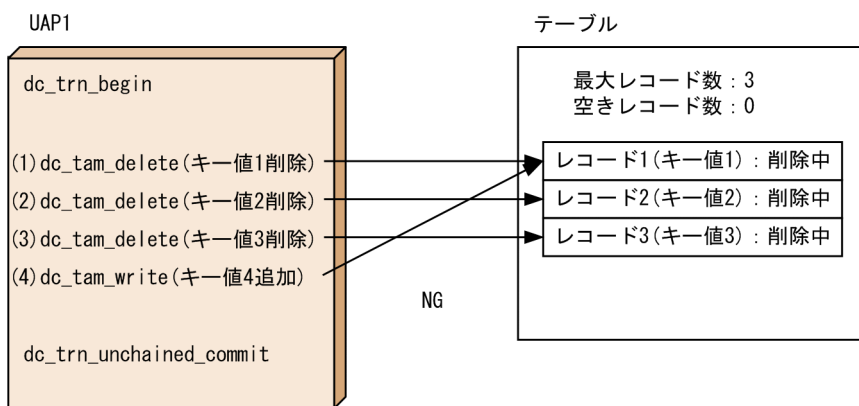 UAP1
dc_trn_begin
(1)dc_tam_delete(キー値1削除)
(2)dc_tam_delete(キー値2削除)
(3)dc_tam_delete(キー値3削除)
(4)dc_tam_write(キー値4追加)
dc_trn_unchained_commit
NG
テーブル
最大レコード数：3
空きレコード数：0
レコード1(キー値1)：削除中
レコード2(キー値2)：削除中
レコード3(キー値3)：削除中